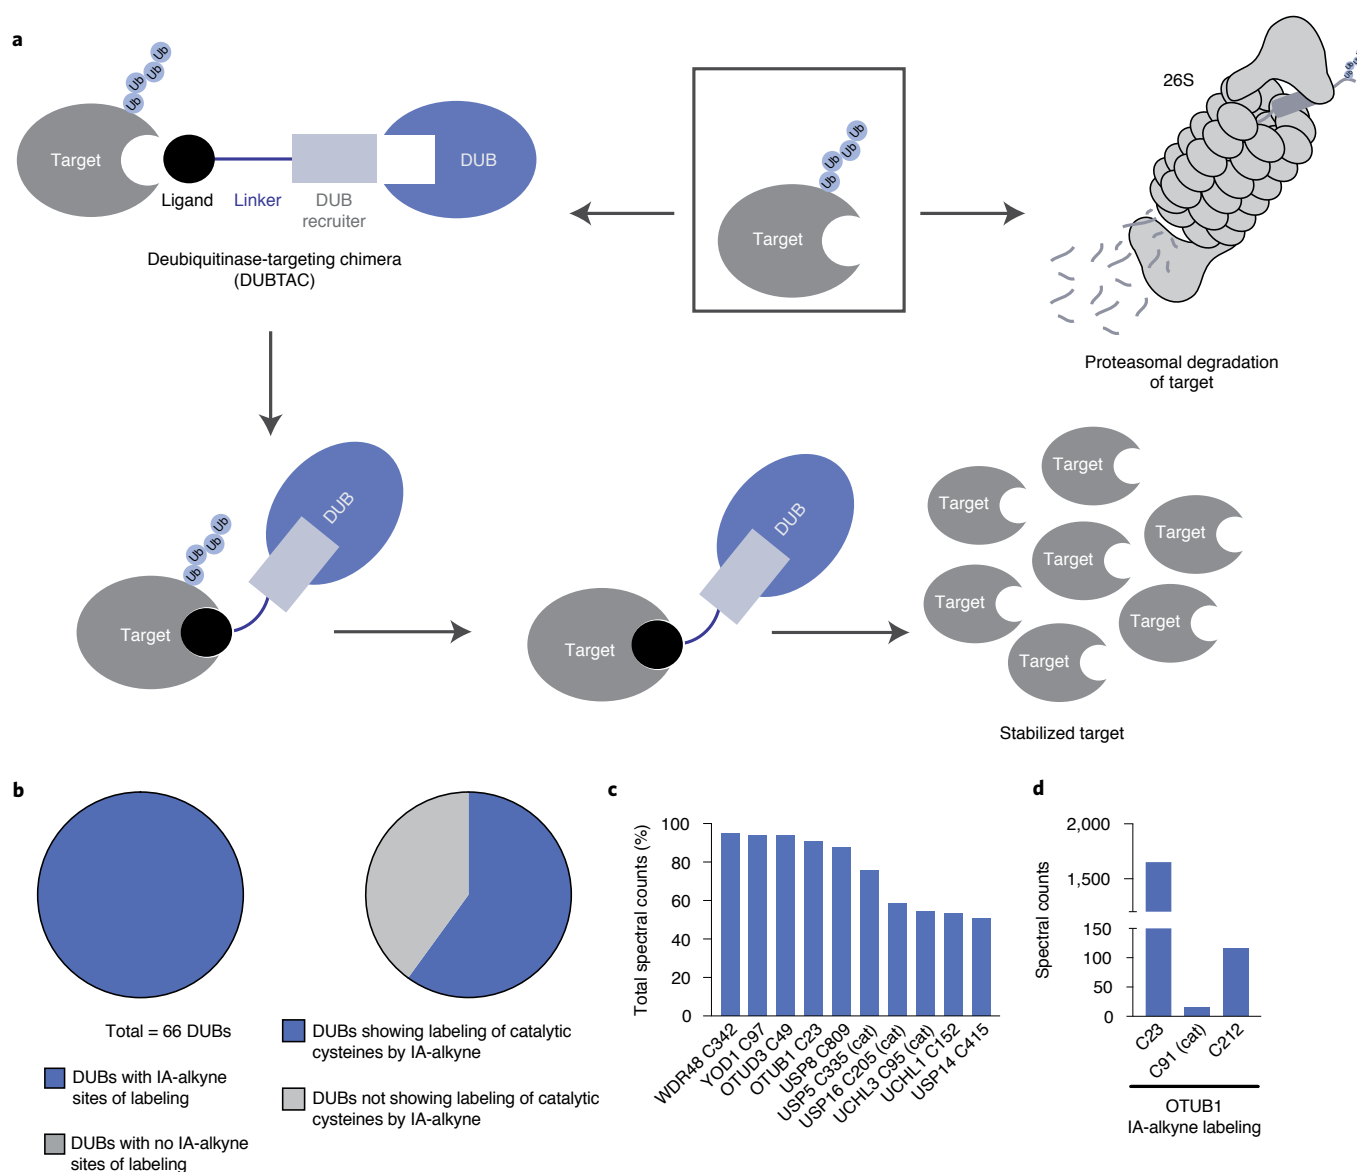 a
Ub
Ub
Ub
Ub
Target
Ligand
Linker
DUB
recruiter
DUB
Deubiquitinase-targeting chimera
(DUBTAC)
Ub
Ub
Ub
Ub
Target
26S
Ub
Ub
Proteasomal degradation
of target
Ub
Ub
Ub
Ub
Target
DUB
Target
DUB
Target
Target
Target
Target
Target
Target
Target
Stabilized target
b
Total = 66 DUBs
DUBs with IA-alkyne
sites of labeling
DUBs with no IA-alkyne
sites of labeling
DUBs showing labeling of catalytic
cysteines by IA-alkyne
DUBs not showing labeling of catalytic
cysteines by IA-alkyne
c
Total spectral counts (%)
100
80
60
40
20
0
WDR48 C342
YOD1 C97
OTUD3 C49
OTUB1 C23
USP8 C809
USP5 C335 (cat)
USP16 C205 (cat)
UCHL3 C95 (cat)
UCHL1 C152
USP14 C415
d
Spectral counts
2,000
1,500
150
100
50
0
C23
C91 (cat)
C212
OTUB1
IA-alkyne labeling